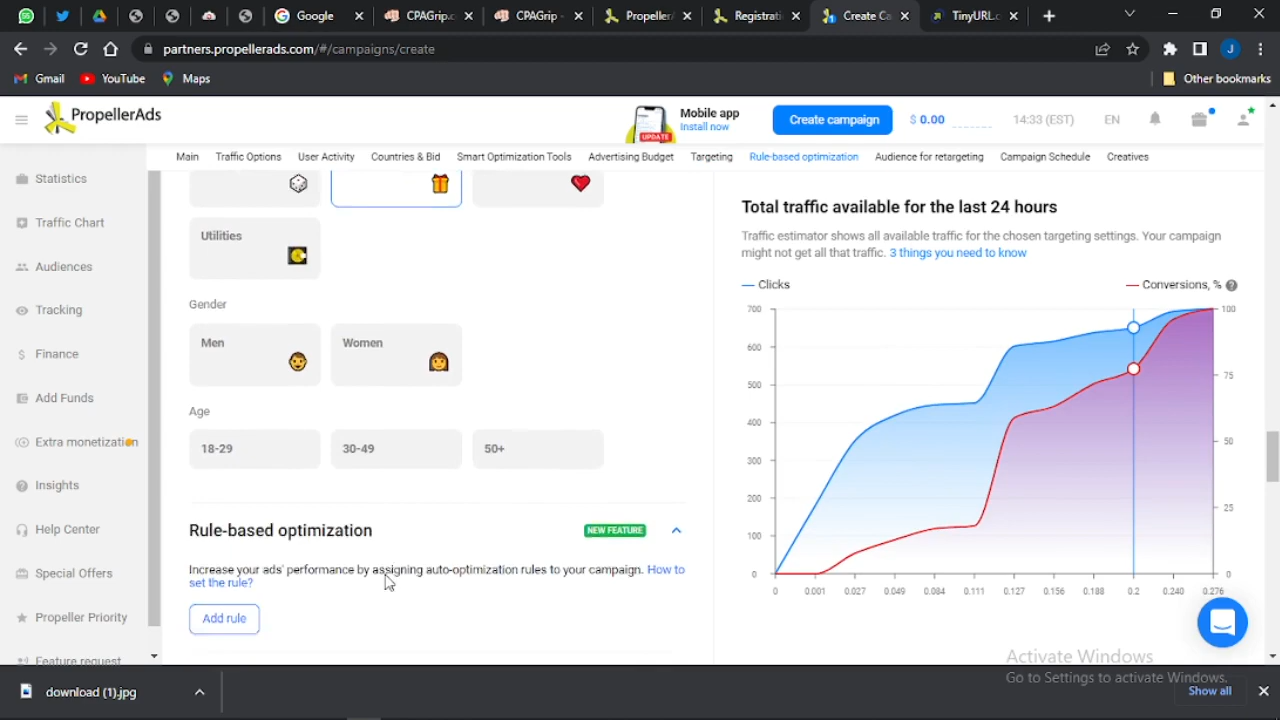 Google
CPAGrip.c
CPAGrip -
Propeller
Registrati
Create Ca
TinyURL.c
partners.propellerads.com/#/campaigns/create
J
Gmail
YouTube
Maps
Other bookmarks
PropellerAds
UPDATE
Mobile app
Install now
Create campaign
$ 0.00
14:33 (EST)
EN
Main
Traffic Options
User Activity
Countries & Bid
Smart Optimization Tools
Advertising Budget
Targeting
Rule-based optimization
Audience for retargeting
Campaign Schedule
Creatives
Statistics
Traffic Chart
Audiences
Tracking
Finance
Add Funds
Extra monetization
Insights
Help Center
Special Offers
Propeller Priority
Feature request
Utilities
Gender
Men
Women
Age
18-29
30-49
50+
Rule-based optimization
NEW FEATURE
Increase your ads' performance by assigning auto-optimization rules to your campaign. How to
set the rule?
Add rule
Total traffic available for the last 24 hours
Traffic estimator shows all available traffic for the chosen targeting settings. Your campaign
might not get all that traffic. 3 things you need to know
Clicks
Conversions, %
700
600
500
400
300
200
100
0
100
75
50
25
0
0
0.001
0.027
0.049
0.084
0.111
0.127
0.156
0.188
0.2
0.240
0.276
Activate Windows
Go to Settings to activate Windows.
download (1).jpg
Show all